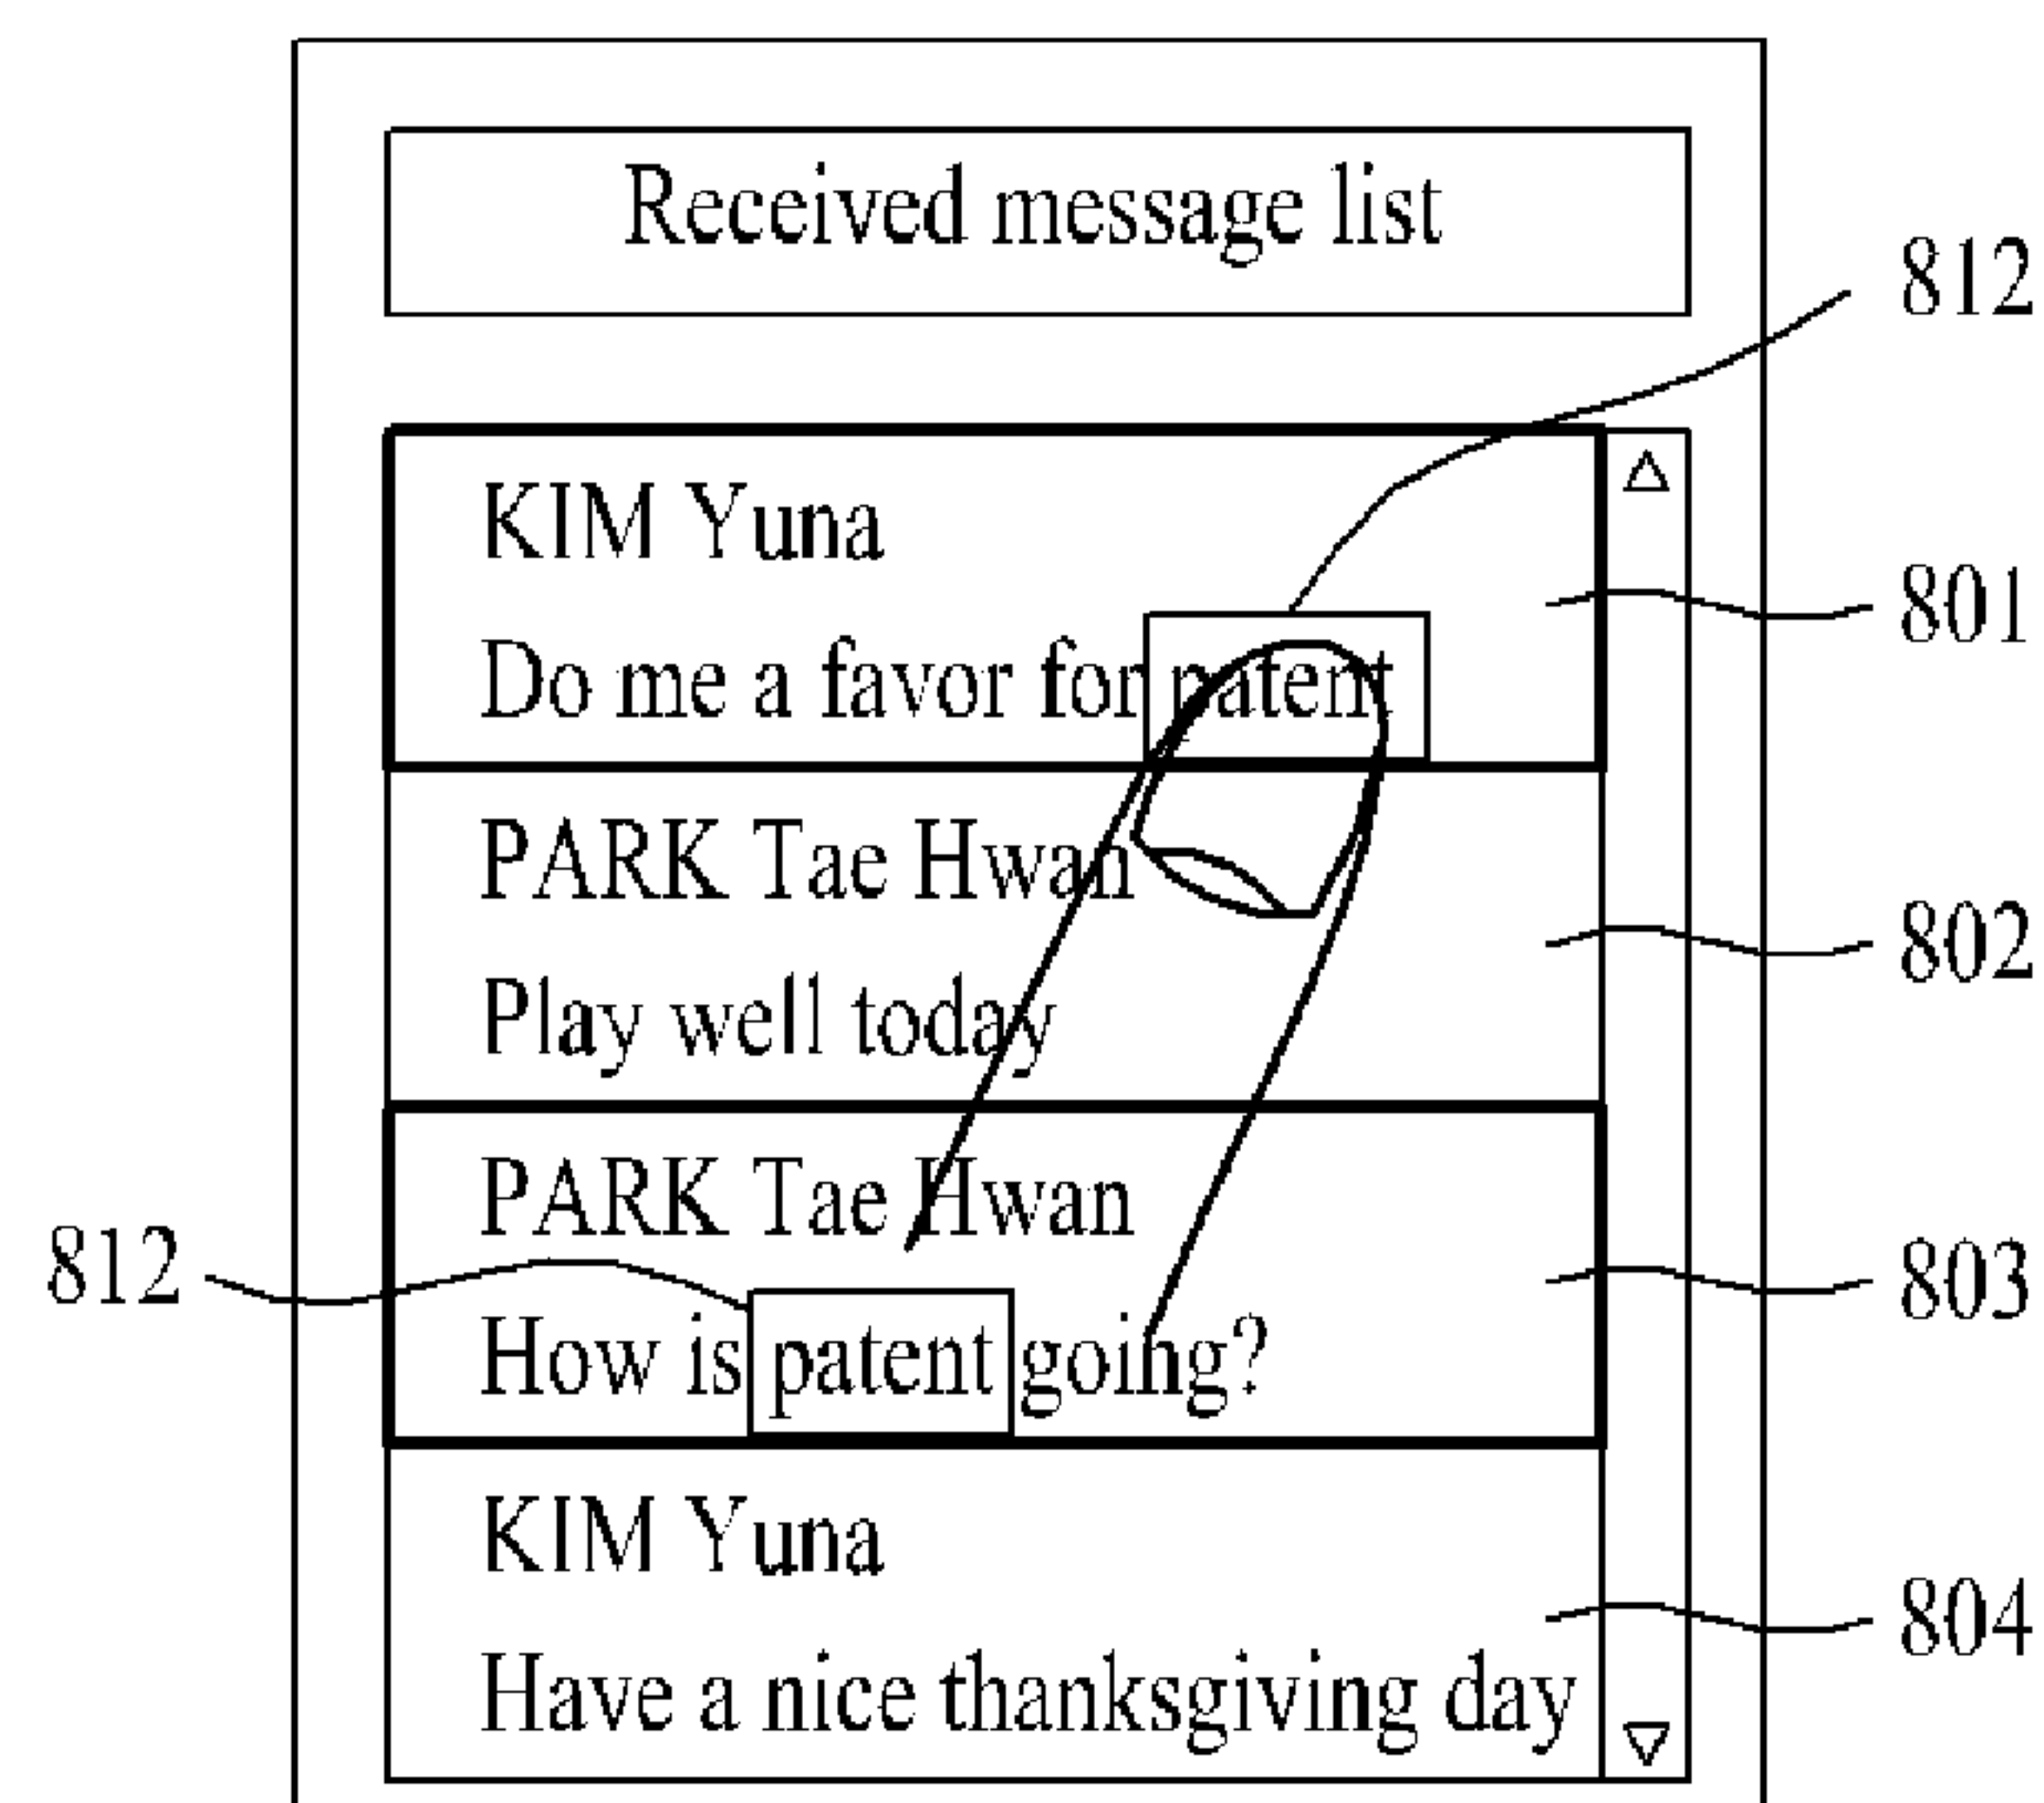 Received message list
812
KIM Yuna
801
Do me a favor for patent
PARK Tae Hwan
802
Play well today
PARK Tae Hwan
803
812
How is patent going?
KIM Yuna
804
Have a nice thanksgiving day